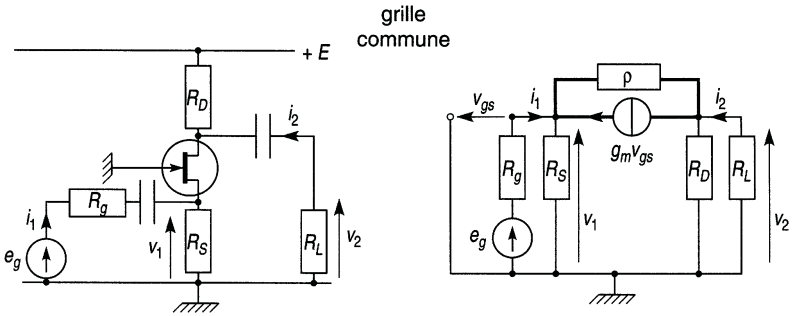 grille
commune
+ E
R_D
i_2
R_g
i_1
e_g
v_1
R_S
R_L
v_2
ρ
v_gs
i_1
i_2
g_m v_gs
R_g
R_S
R_D
R_L
e_g
v_1
v_2